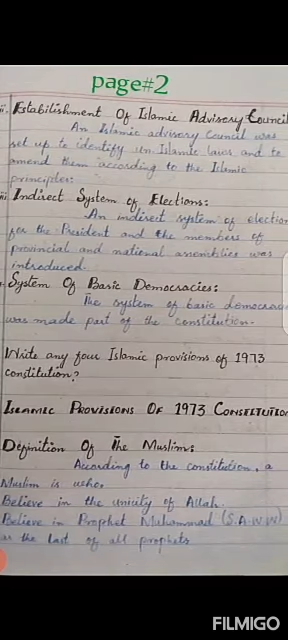 page#2
ii. Estabilishment Of Islamic Advisory Council
An Islamic advisory Council was
set up to identify un Islamic laws and to
amend them according to the Islamic
principles.
iii Indirect System of Elections:
An indirect system of election
for the President and the members of
provincial and national assemblies was
introduced.
System Of Basic Democracies:
The system of basic democracies
was made part of the constitution.
Write any four Islamic provisions of 1973
constitution?
Islamic Provisions Of 1973 Constitution
Definition Of The Muslim:
According to the constitution, a
Muslim is who,
Believe in the unicity of Allah.
Believe in Prophet Muhammad (S.A.W.W)
as the last of all prophets
FILMIGO